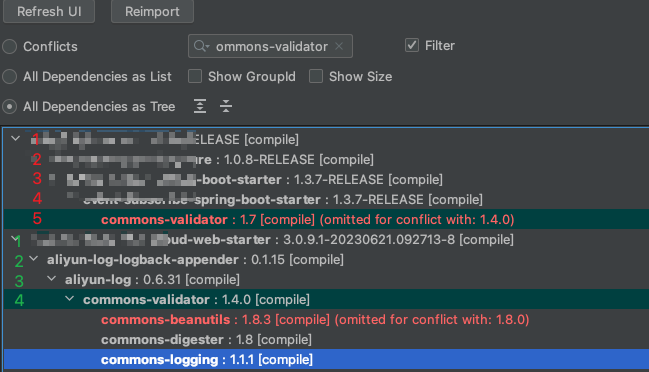 Refresh UI Reimport
Conflicts ommons-validator Filter
All Dependencies as List Show GroupId Show Size
All Dependencies as Tree
1 ELEASE [compile]
2 re : 1.0.8-RELEASE [compile]
3 -boot-starter : 1.3.7-RELEASE [compile]
4 -spring-boot-starter : 1.3.7-RELEASE [compile]
5 commons-validator : 1.7 [compile] (omitted for conflict with: 1.4.0)
1 oud-web-starter : 3.0.9.1-20230621.092713-8 [compile]
2 aliyun-log-logback-appender : 0.1.15 [compile]
3 aliyun-log : 0.6.31 [compile]
4 commons-validator : 1.4.0 [compile]
commons-beanutils : 1.8.3 [compile] (omitted for conflict with: 1.8.0)
commons-digester : 1.8 [compile]
commons-logging : 1.1.1 [compile]